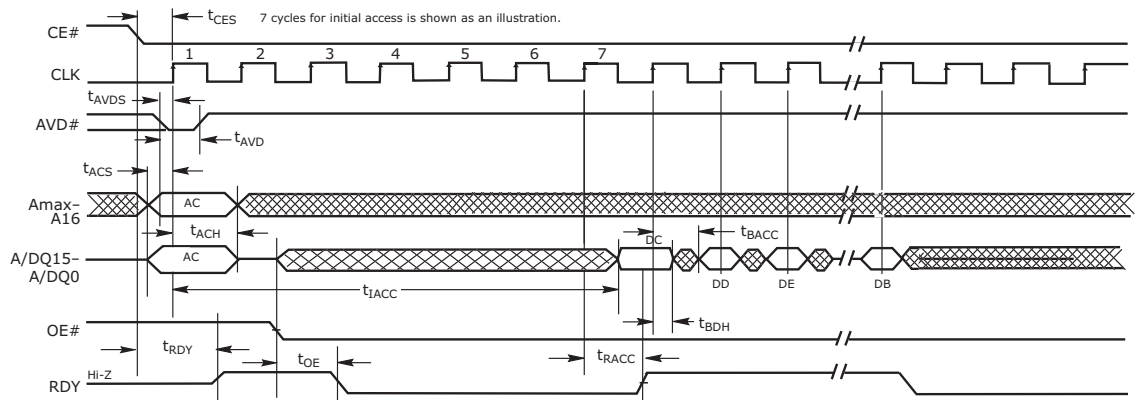 tCES 7 cycles for initial access is shown as an illustration.
CE#
1 2 3 4 5 6 7
CLK
tAVDS
AVD#
tAVD
tACS
Amax–
A16
AC
tACH
DC
tBACC
A/DQ15–
A/DQ0
AC
DD DE DB
tIACC
tBDH
OE#
tRDY tOE tRACC
Hi-Z
RDY